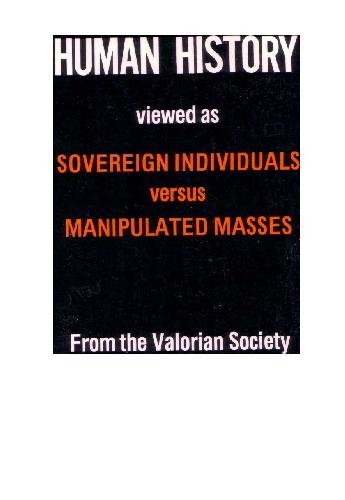 HUMAN HISTORY
viewed as
SOVEREIGN INDIVIDUALS
versus
MANIPULATED MASSES
From the Valorian Society